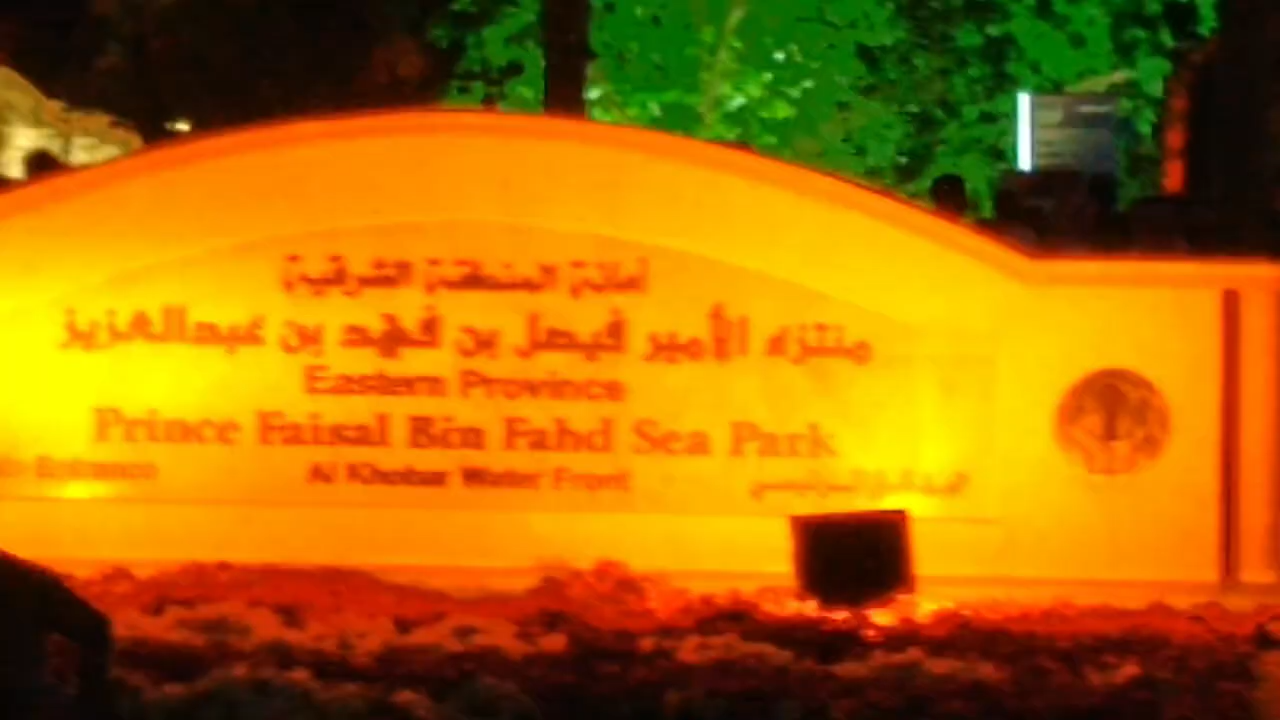 أمانة المنطقة الشرقية
منتزه الأمير فيصل بن فهد بن عبدالعزيز
Eastern Province
Prince Faisal Bin Fahd Sea Park
Entrance
Al Khobar Water Front